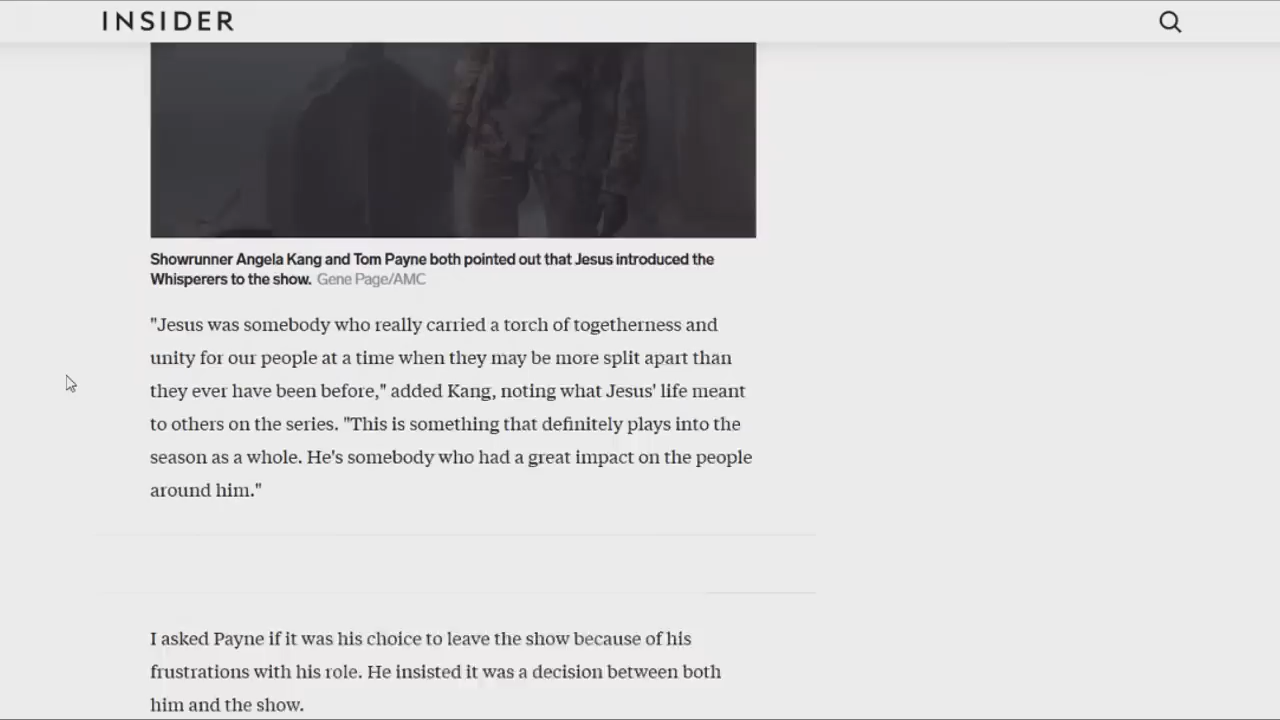 INSIDER
Showrunner Angela Kang and Tom Payne both pointed out that Jesus introduced the
Whisperers to the show. Gene Page/AMC
"Jesus was somebody who really carried a torch of togetherness and
unity for our people at a time when they may be more split apart than
they ever have been before," added Kang, noting what Jesus' life meant
to others on the series. "This is something that definitely plays into the
season as a whole. He's somebody who had a great impact on the people
around him."
I asked Payne if it was his choice to leave the show because of his
frustrations with his role. He insisted it was a decision between both
him and the show.